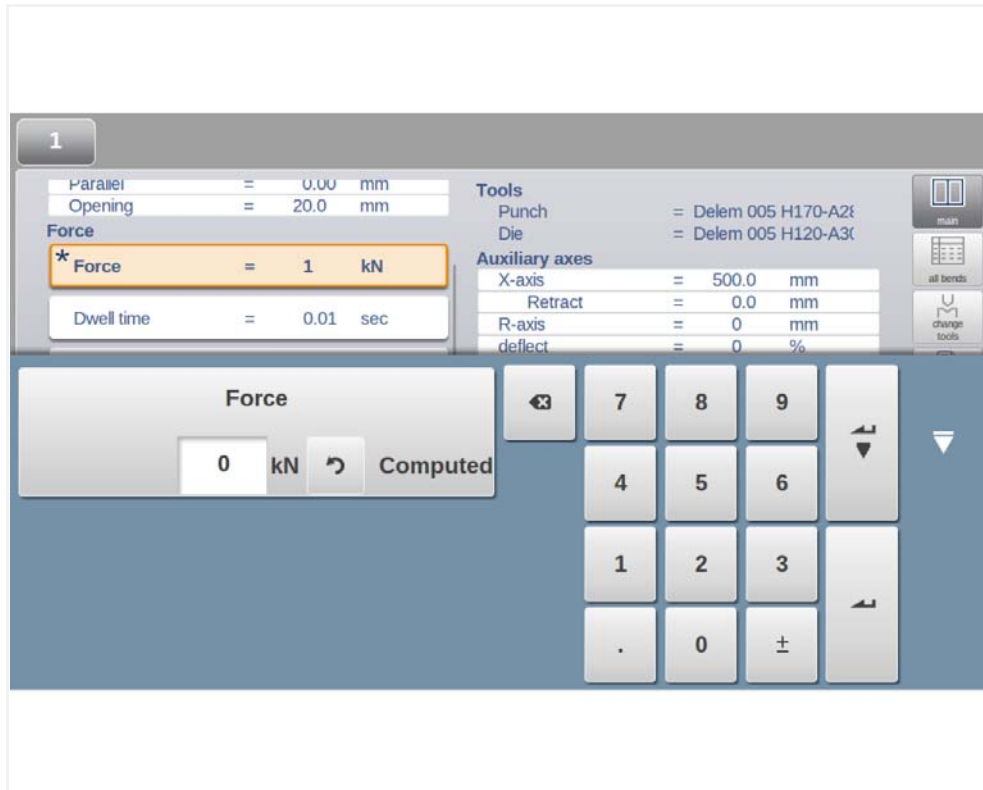 1
Parallel = 0.00 mm
Opening = 20.0 mm
Force
* Force = 1 kN
Dwell time = 0.01 sec
Tools
Punch = Delem 005 H170-A28
Die = Delem 005 H120-A30
Auxiliary axes
X-axis = 500.0 mm
Retract = 0.0 mm
R-axis = 0 mm
deflect = 0 %
main
all bends
change
tools
Force
0 kN Computed
7 8 9
4 5 6
1 2 3
. 0 ±